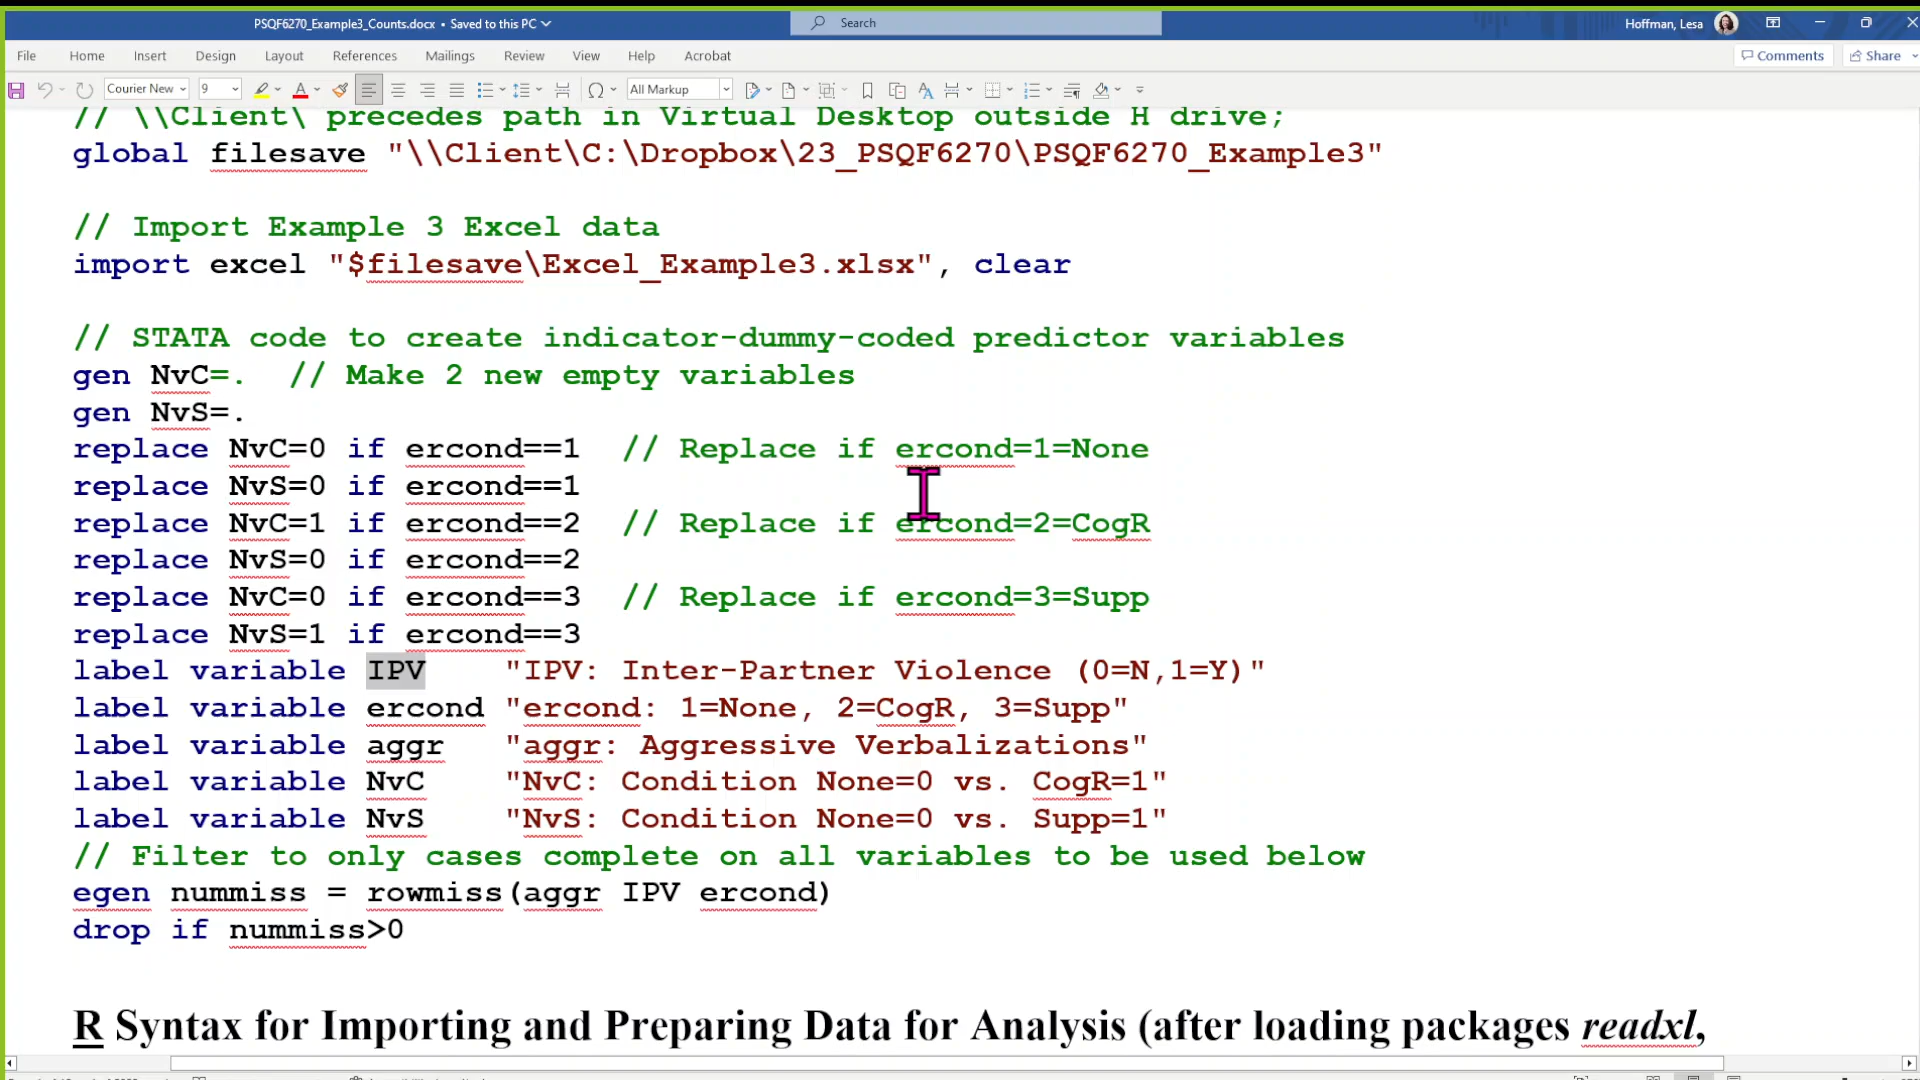 PSQF6270_Example3_Counts.docx • Saved to this PC
Search
Hoffman, Lesa
File Home Insert Design Layout References Mailings Review View Help Acrobat
Comments Share
Courier New 9 All Markup
// \\Client\ precedes path in Virtual Desktop outside H drive;
global filesave "\\Client\C:\Dropbox\23_PSQF6270\PSQF6270_Example3"
// Import Example 3 Excel data
import excel "$filesave\Excel_Example3.xlsx", clear
// STATA code to create indicator-dummy-coded predictor variables
gen NvC=. // Make 2 new empty variables
gen NvS=.
replace NvC=0 if ercond==1 // Replace if ercond=1=None
replace NvS=0 if ercond==1
replace NvC=1 if ercond==2 // Replace if ercond=2=CogR
replace NvS=0 if ercond==2
replace NvC=0 if ercond==3 // Replace if ercond=3=Supp
replace NvS=1 if ercond==3
label variable IPV "IPV: Inter-Partner Violence (0=N,1=Y)"
label variable ercond "ercond: 1=None, 2=CogR, 3=Supp"
label variable aggr "aggr: Aggressive Verbalizations"
label variable NvC "NvC: Condition None=0 vs. CogR=1"
label variable NvS "NvS: Condition None=0 vs. Supp=1"
// Filter to only cases complete on all variables to be used below
egen nummiss = rowmiss(aggr IPV ercond)
drop if nummiss>0
R Syntax for Importing and Preparing Data for Analysis (after loading packages readxl,